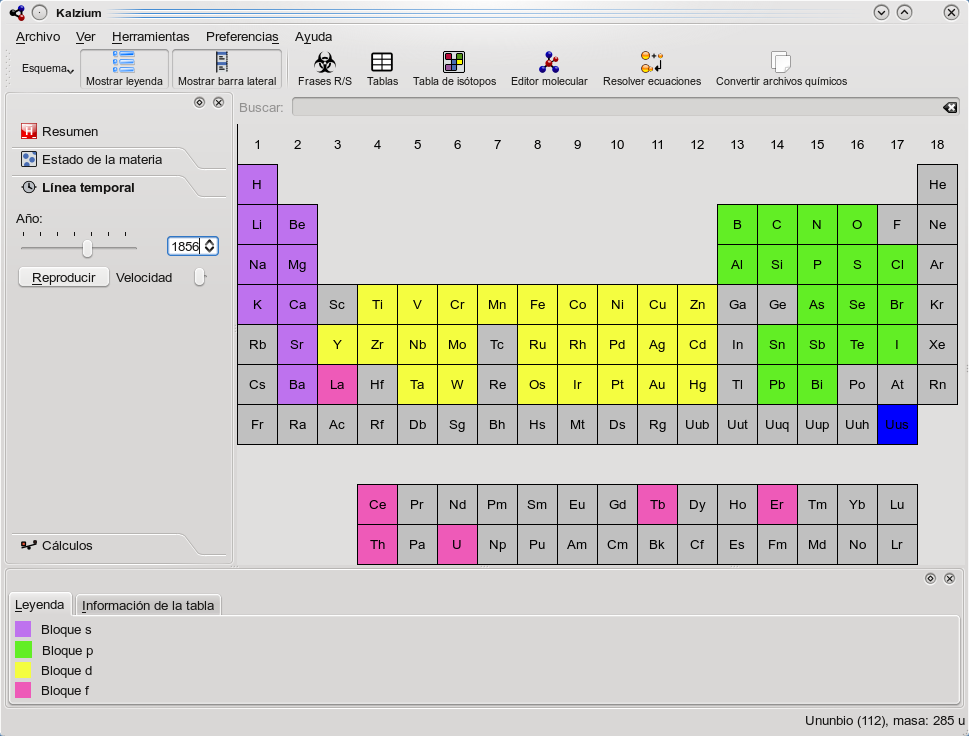 Kalzium
Archivo Ver Herramientas Preferencias Ayuda
Esquema Mostrar leyenda Mostrar barra lateral Frases R/S Tablas Tabla de isótopos Editor molecular Resolver ecuaciones Convertir archivos químicos
Buscar:
Resumen
Estado de la materia
Línea temporal
Año:
1856
Reproducir Velocidad
Cálculos
1 2 3 4 5 6 7 8 9 10 11 12 13 14 15 16 17 18
H He
Li Be B C N O F Ne
Na Mg Al Si P S Cl Ar
K Ca Sc Ti V Cr Mn Fe Co Ni Cu Zn Ga Ge As Se Br Kr
Rb Sr Y Zr Nb Mo Tc Ru Rh Pd Ag Cd In Sn Sb Te I Xe
Cs Ba La Hf Ta W Re Os Ir Pt Au Hg Tl Pb Bi Po At Rn
Fr Ra Ac Rf Db Sg Bh Hs Mt Ds Rg Uub Uut Uuq Uup Uuh Uus
Ce Pr Nd Pm Sm Eu Gd Tb Dy Ho Er Tm Yb Lu
Th Pa U Np Pu Am Cm Bk Cf Es Fm Md No Lr
Leyenda Información de la tabla
Bloque s
Bloque p
Bloque d
Bloque f
Ununbio (112), masa: 285 u